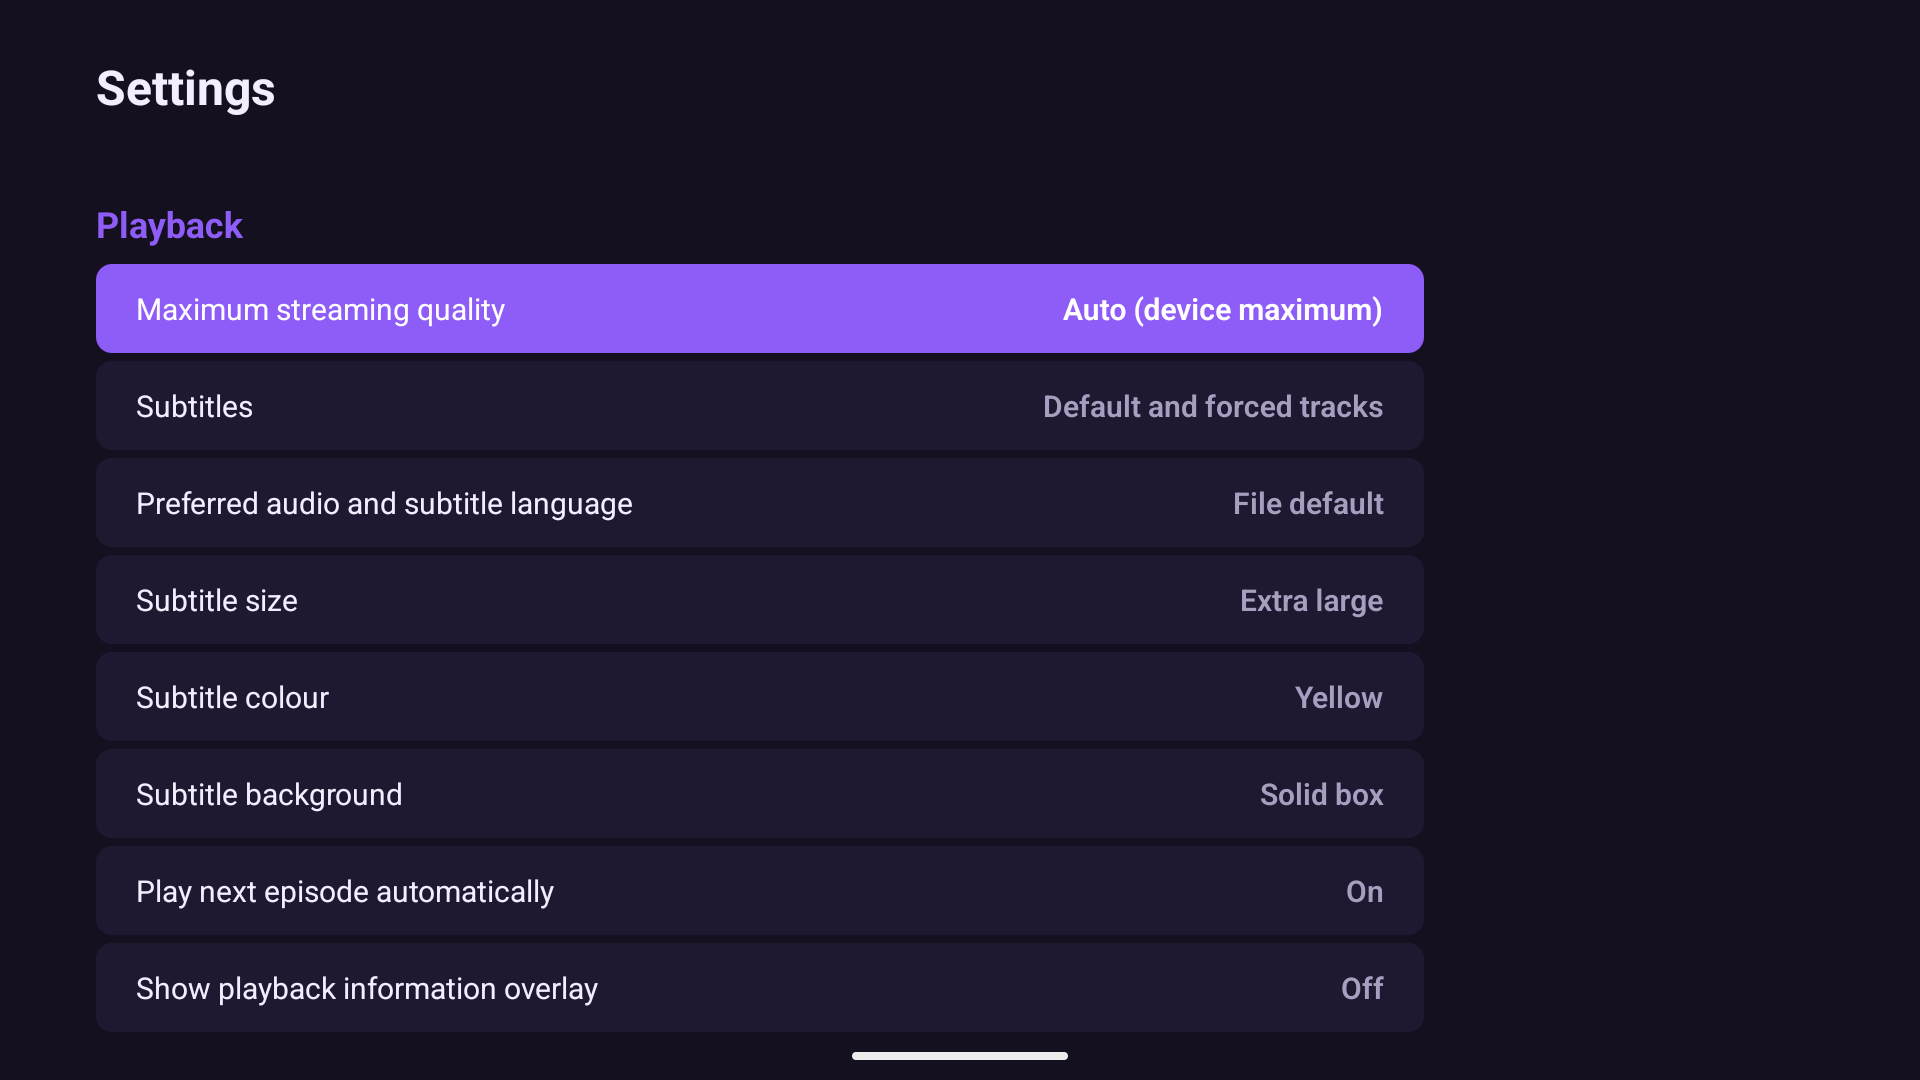 Settings
Playback
Maximum streaming quality Auto (device maximum)
Subtitles Default and forced tracks
Preferred audio and subtitle language File default
Subtitle size Extra large
Subtitle colour Yellow
Subtitle background Solid box
Play next episode automatically On
Show playback information overlay Off